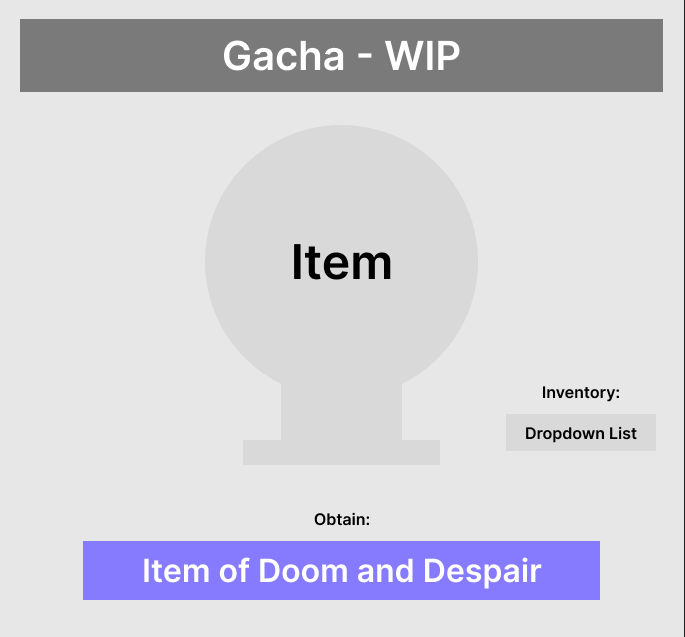 Gacha - WIP
Item
Inventory:
Dropdown List
Obtain:
Item of Doom and Despair